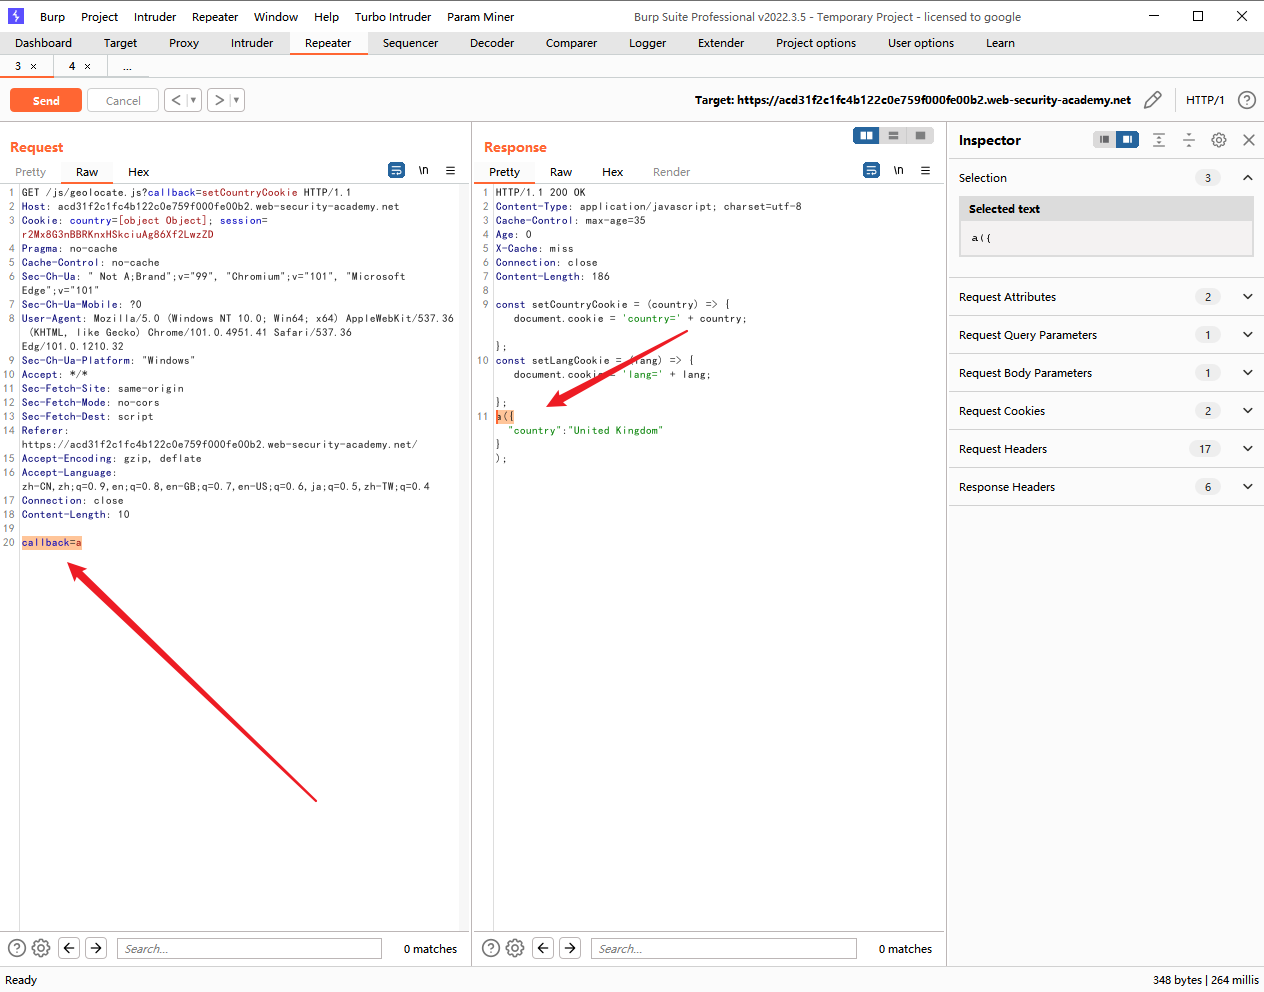 Burp Project Intruder Repeater Window Help Turbo Intruder Param Miner Burp Suite Professional v2022.3.5 - Temporary Project - licensed to google
Dashboard Target Proxy Intruder Repeater Sequencer Decoder Comparer Logger Extender Project options User options Learn
3 × 4 × ...
Send Cancel < > Target: https://acd31f2c1fc4b122c0e759f000fe00b2.web-security-academy.net HTTP/1 ?
Request
Pretty Raw Hex \n
1 GET /js/geolocate.js?callback=setCountryCookie HTTP/1.1
2 Host: acd31f2c1fc4b122c0e759f000fe00b2.web-security-academy.net
3 Cookie: country=[object Object]; session=
r2Mx8G3nBBRKnxHSkciuAg86Xf2LwzZD
4 Pragma: no-cache
5 Cache-Control: no-cache
6 Sec-Ch-Ua: " Not A;Brand";v="99", "Chromium";v="101", "Microsoft
Edge";v="101"
7 Sec-Ch-Ua-Mobile: ?0
8 User-Agent: Mozilla/5.0 (Windows NT 10.0; Win64; x64) AppleWebKit/537.36
(KHTML, like Gecko) Chrome/101.0.4951.41 Safari/537.36
Edg/101.0.1210.32
9 Sec-Ch-Ua-Platform: "Windows"
10 Accept: */*
11 Sec-Fetch-Site: same-origin
12 Sec-Fetch-Mode: no-cors
13 Sec-Fetch-Dest: script
14 Referer:
https://acd31f2c1fc4b122c0e759f000fe00b2.web-security-academy.net/
15 Accept-Encoding: gzip, deflate
16 Accept-Language:
zh-CN,zh;q=0.9,en;q=0.8,en-GB;q=0.7,en-US;q=0.6,ja;q=0.5,zh-TW;q=0.4
17 Connection: close
18 Content-Length: 10
19
20 callback=a
? Search... 0 matches
Response
Pretty Raw Hex Render \n
1 HTTP/1.1 200 OK
2 Content-Type: application/javascript; charset=utf-8
3 Cache-Control: max-age=35
4 Age: 0
5 X-Cache: miss
6 Connection: close
7 Content-Length: 186
8
9 const setCountryCookie = (country) => {
document.cookie = 'country=' + country;
};
10 const setLangCookie = (lang) => {
document.cookie = 'lang=' + lang;
};
11 a({
"country":"United Kingdom"
}
);
? Search... 0 matches
Inspector
Selection 3
Selected text
a({
Request Attributes 2
Request Query Parameters 1
Request Body Parameters 1
Request Cookies 2
Request Headers 17
Response Headers 6
Ready 348 bytes | 264 millis